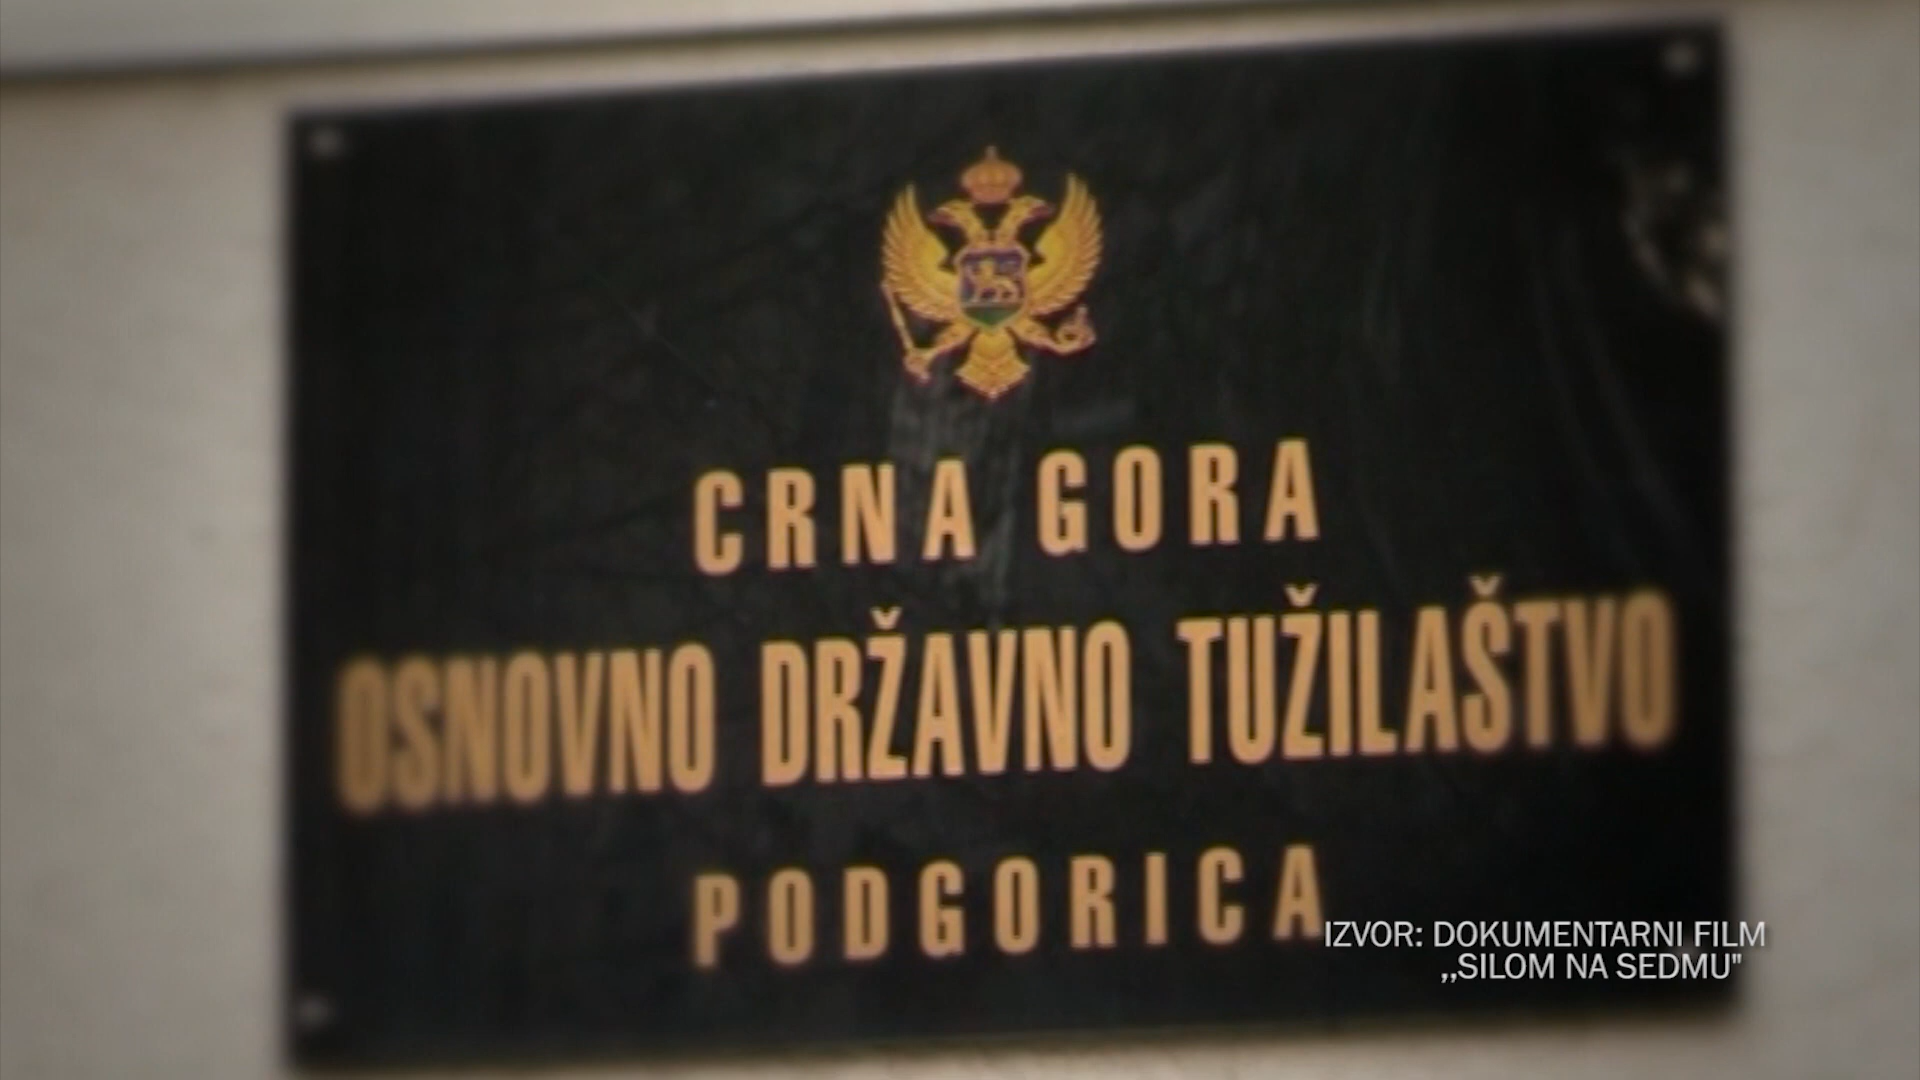 CRNA GORA
OSNOVNO DRŽAVNO TUŽILAŠTVO
PODGORICA
IZVOR: DOKUMENTARNI FILM
,,SILOM NA SEDMU"